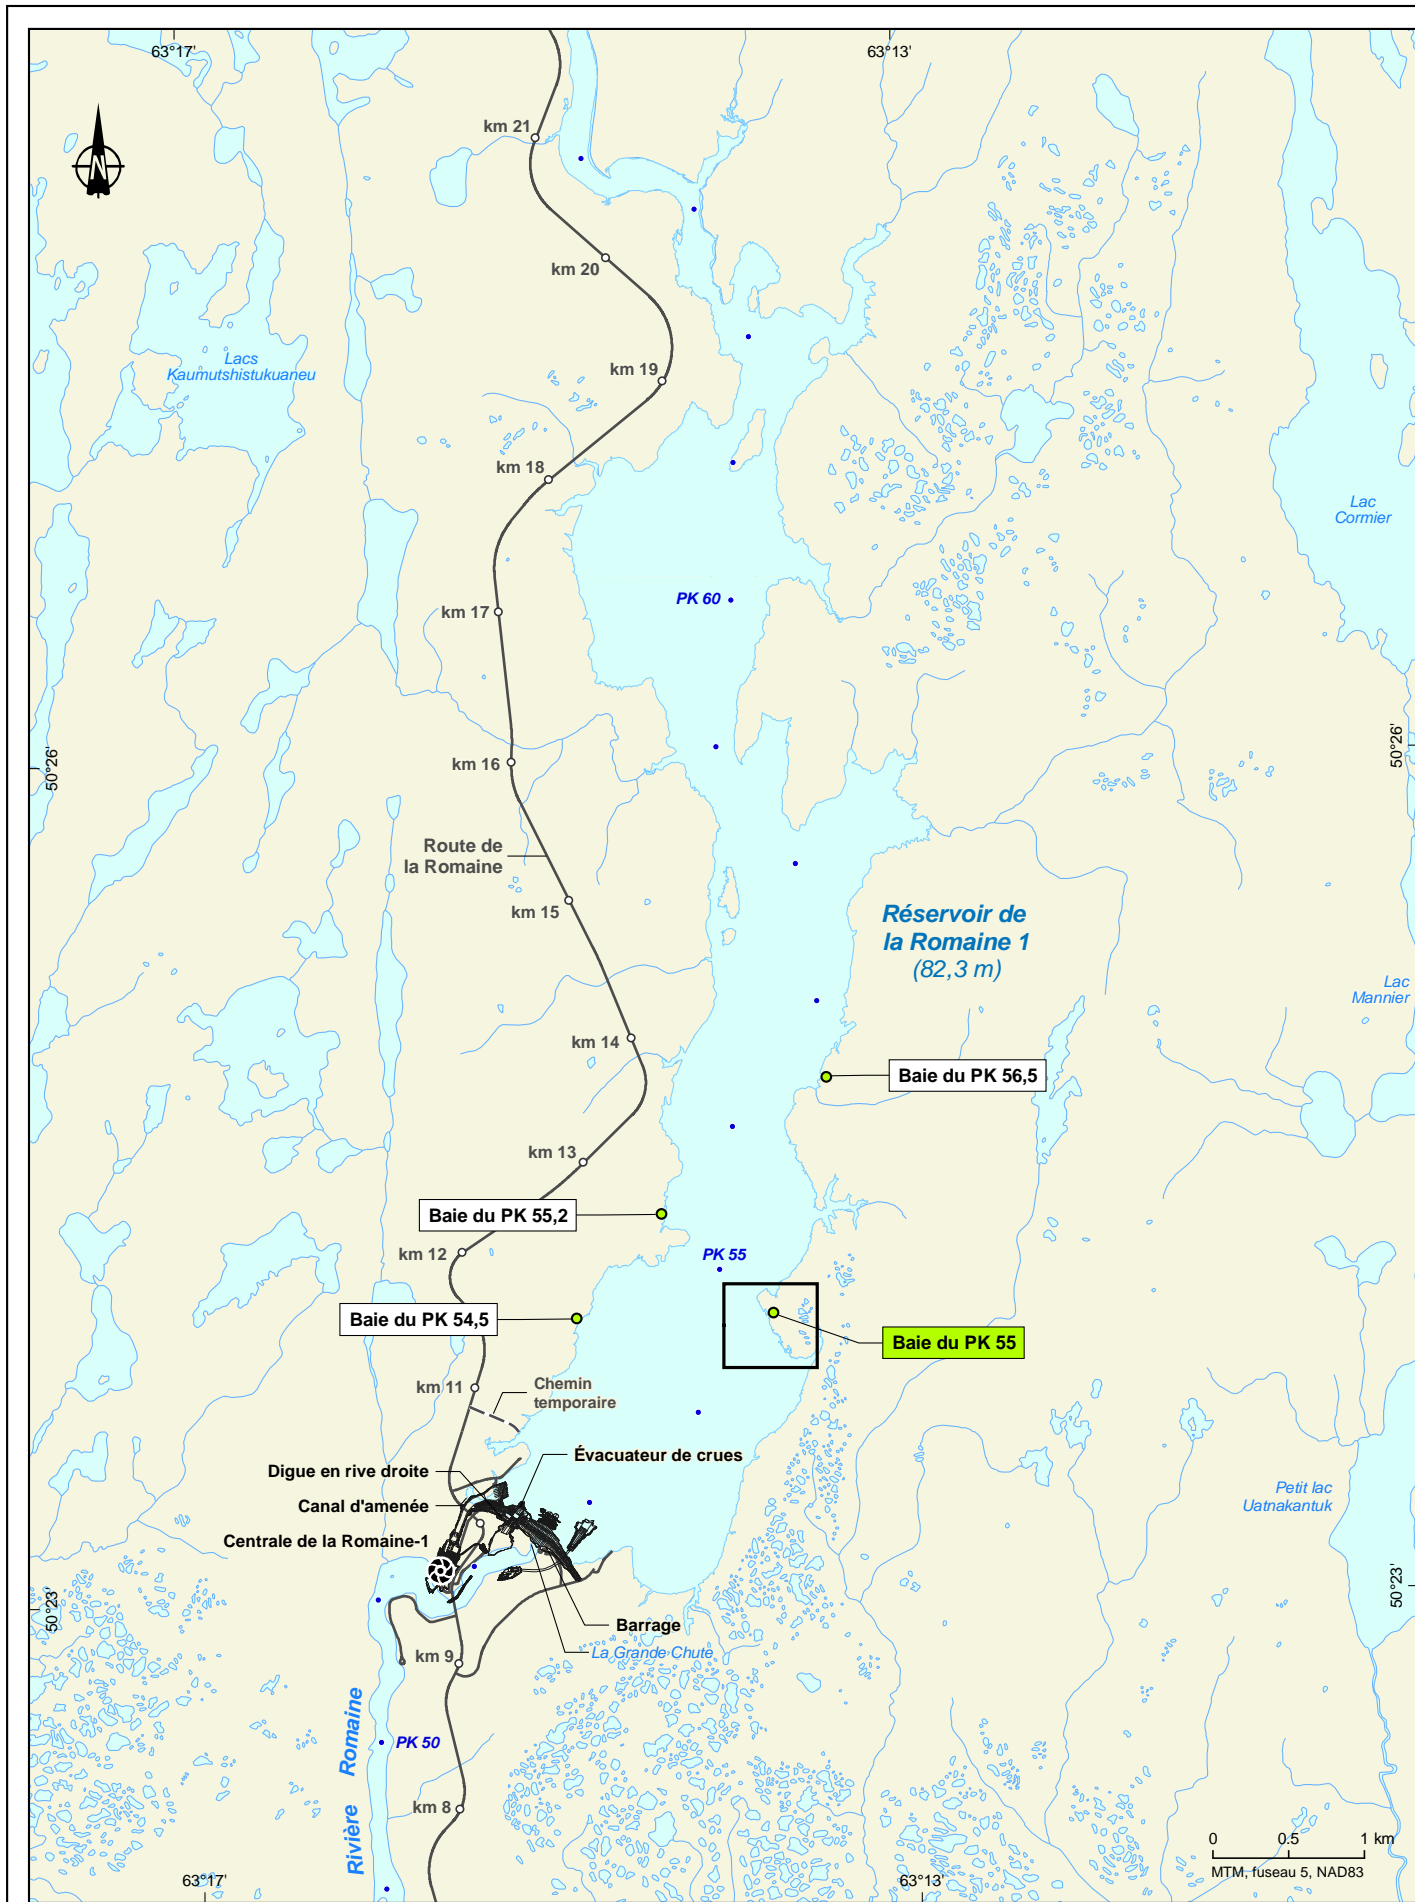 63°17'
63°13'
km 21
N
km 20
Lacs
Kaumutshistukuaneu
km 19
km 18
Lac
Cormier
PK 60
km 17
50°26'
50°26'
km 16
Route de
la Romaine
km 15
Réservoir de
la Romaine 1
(82,3 m)
Lac
Mannier
km 14
Baie du PK 56,5
km 13
Baie du PK 55,2
km 12
PK 55
Baie du PK 54,5
Baie du PK 55
km 11
Chemin
temporaire
Évacuateur de crues
Digue en rive droite
Canal d'amenée
Centrale de la Romaine-1
Petit lac
Uatnakantuk
50°23'
50°23'
Barrage
La Grande Chute
km 9
Rivière Romaine
PK 50
km 8
0 0.5 1 km
MTM, fuseau 5, NAD83
63°17'
63°13'